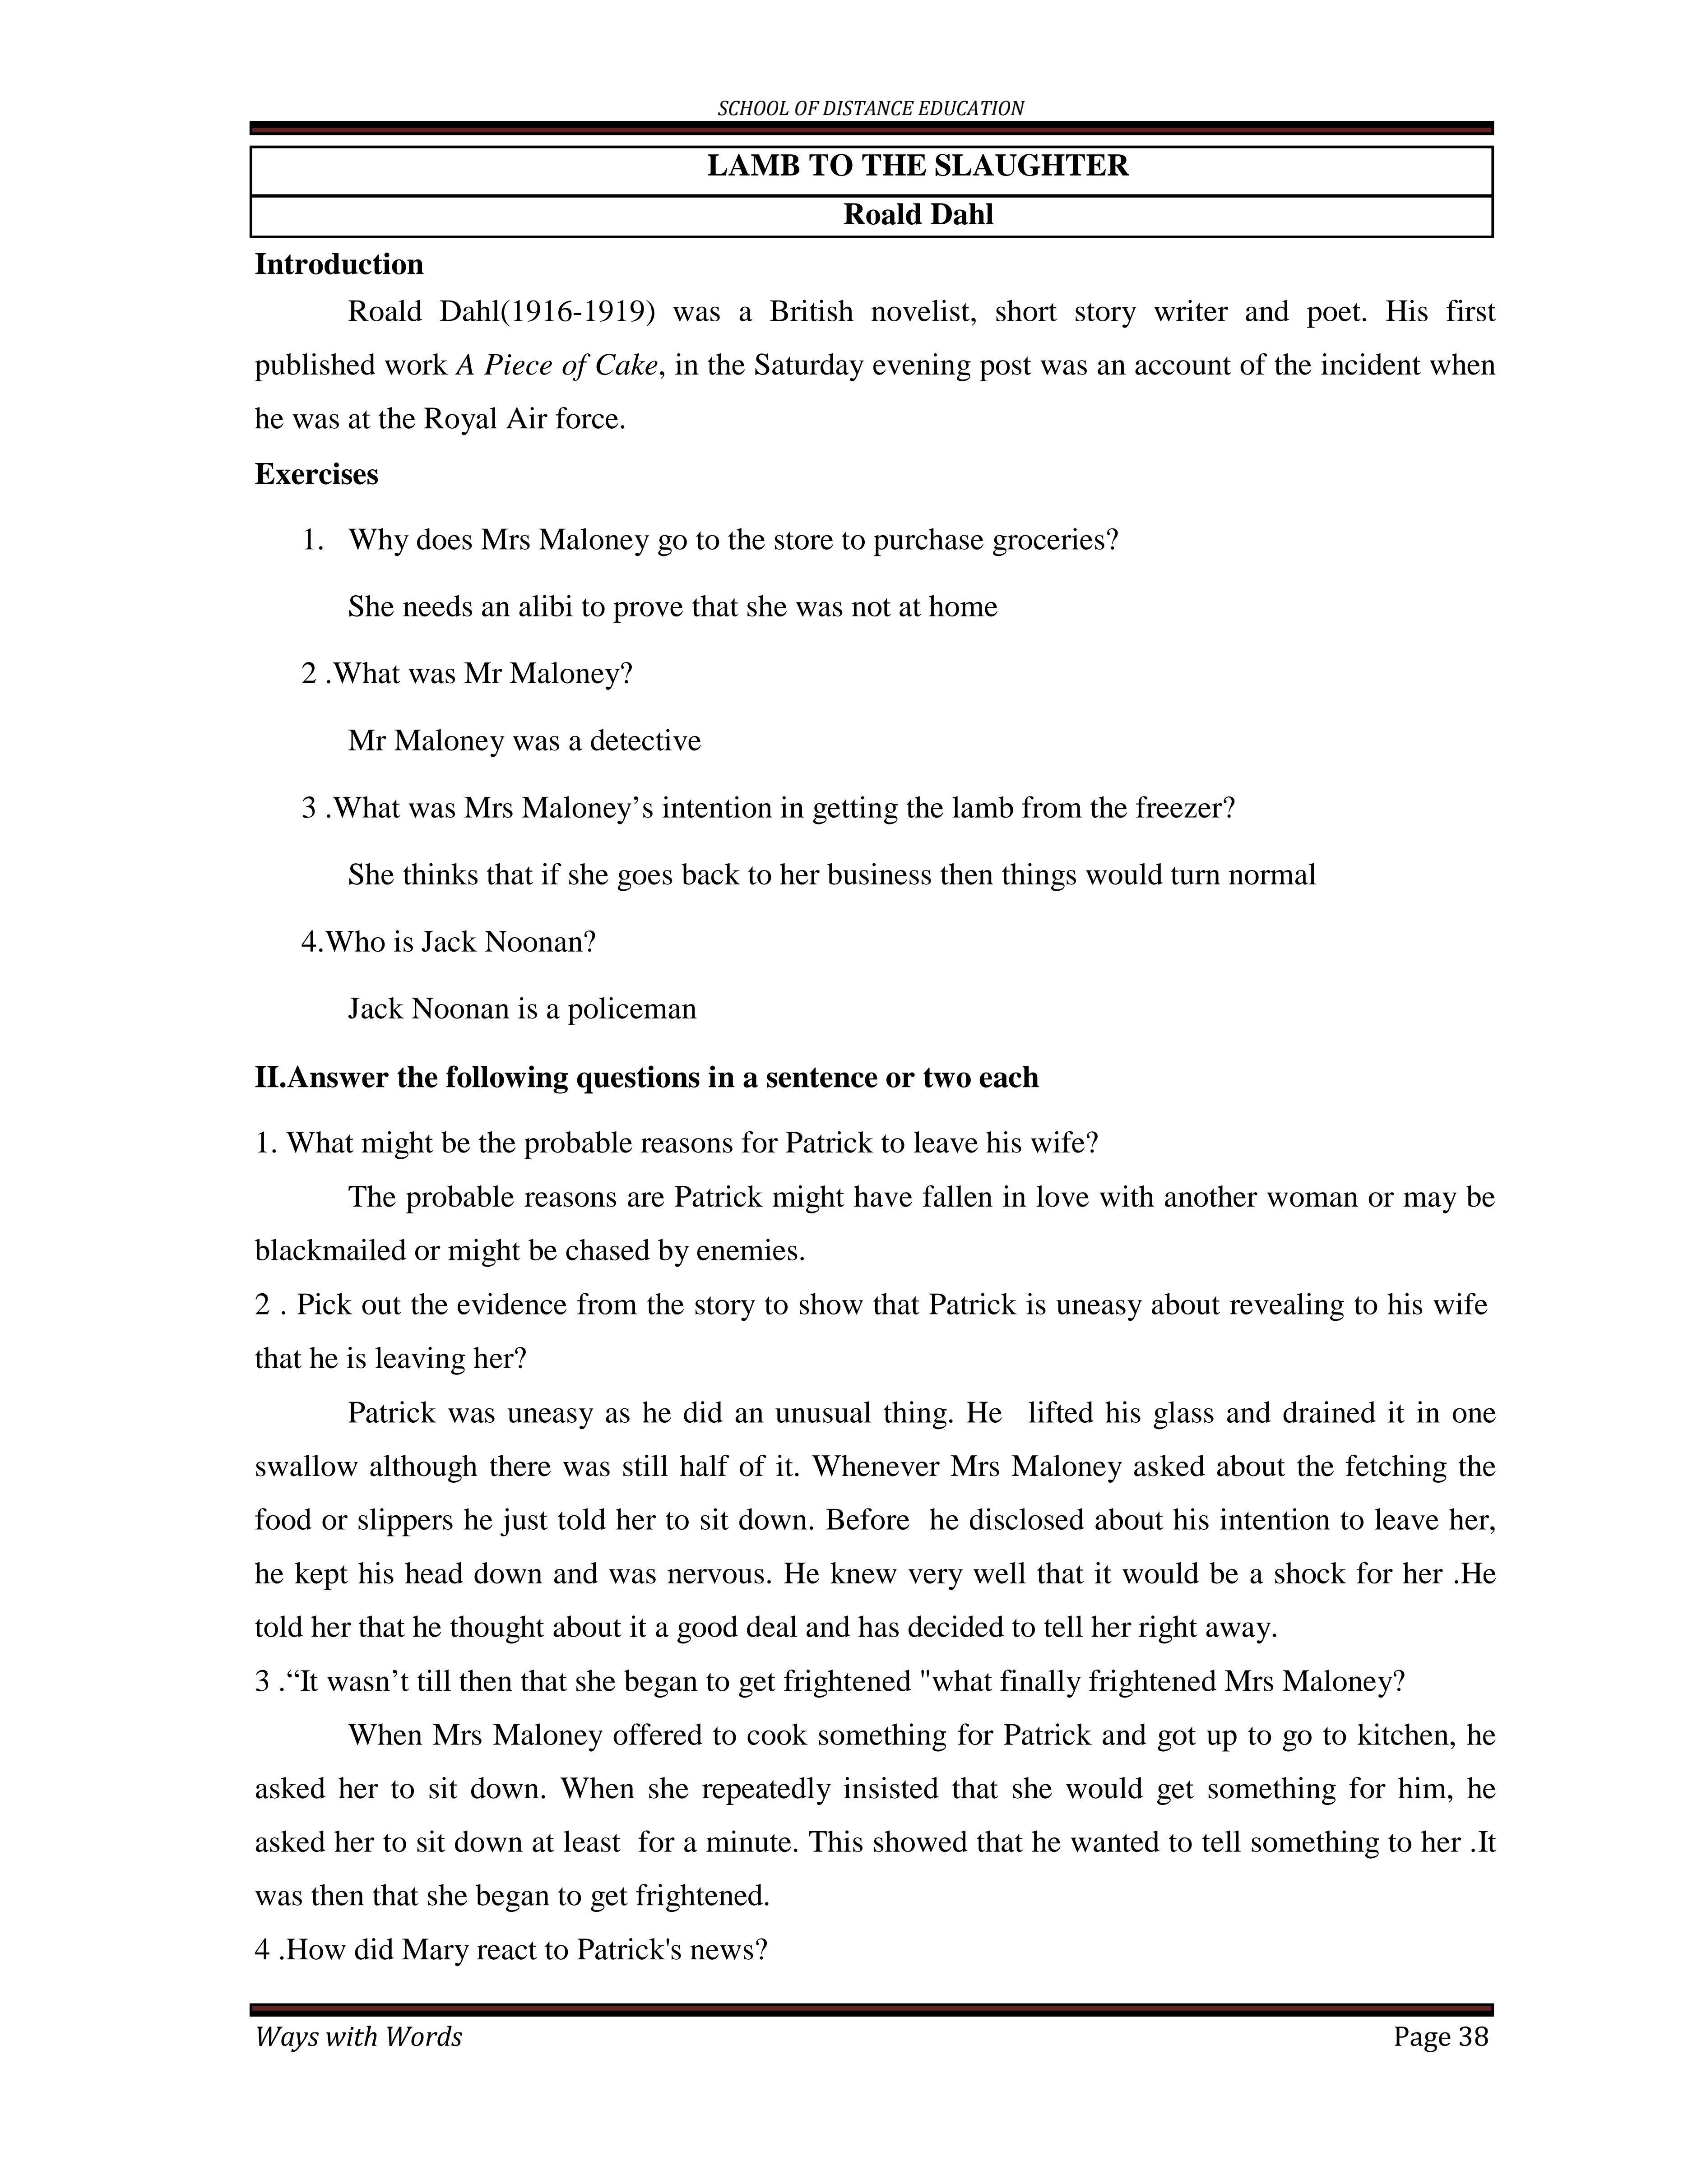 SCHOOL OF DISTANCE EDUCATION
LAMB TO THE SLAUGHTER
Roald Dahl
Introduction
Roald Dahl(1916-1919) was a British novelist, short story writer and poet. His first
published work A Piece of Cake, in the Saturday evening post was an account of the incident when
he was at the Royal Air force.
Exercises
1. Why does Mrs Maloney go to the store to purchase groceries?
She needs an alibi to prove that she was not at home
2 .What was Mr Maloney?
Mr Maloney was a detective
3 .What was Mrs Maloney’s intention in getting the lamb from the freezer?
She thinks that if she goes back to her business then things would turn normal
4.Who is Jack Noonan?
Jack Noonan is a policeman
II.Answer the following questions in a sentence or two each
1. What might be the probable reasons for Patrick to leave his wife?
The probable reasons are Patrick might have fallen in love with another woman or may be
blackmailed or might be chased by enemies.
2 . Pick out the evidence from the story to show that Patrick is uneasy about revealing to his wife
that he is leaving her?
Patrick was uneasy as he did an unusual thing. He lifted his glass and drained it in one
swallow although there was still half of it. Whenever Mrs Maloney asked about the fetching the
food or slippers he just told her to sit down. Before he disclosed about his intention to leave her,
he kept his head down and was nervous. He knew very well that it would be a shock for her .He
told her that he thought about it a good deal and has decided to tell her right away.
3 .“It wasn’t till then that she began to get frightened "what finally frightened Mrs Maloney?
When Mrs Maloney offered to cook something for Patrick and got up to go to kitchen, he
asked her to sit down. When she repeatedly insisted that she would get something for him, he
asked her to sit down at least for a minute. This showed that he wanted to tell something to her .It
was then that she began to get frightened.
4 .How did Mary react to Patrick's news?
Ways with Words Page 38